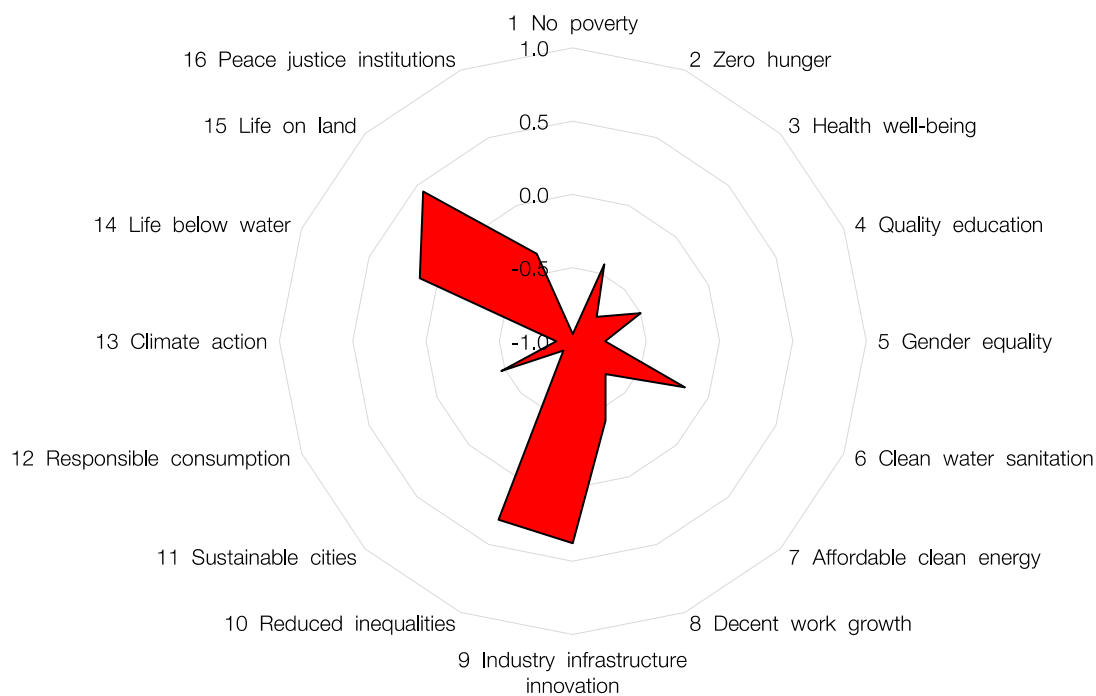 1 No poverty
1.0
16 Peace justice institutions
2 Zero hunger
0.5
15 Life on land
3 Health well-being
0.0
14 Life below water
4 Quality education
-0.5
13 Climate action
-1.0
5 Gender equality
12 Responsible consumption
6 Clean water sanitation
11 Sustainable cities
7 Affordable clean energy
10 Reduced inequalities
8 Decent work growth
9 Industry infrastructure
innovation